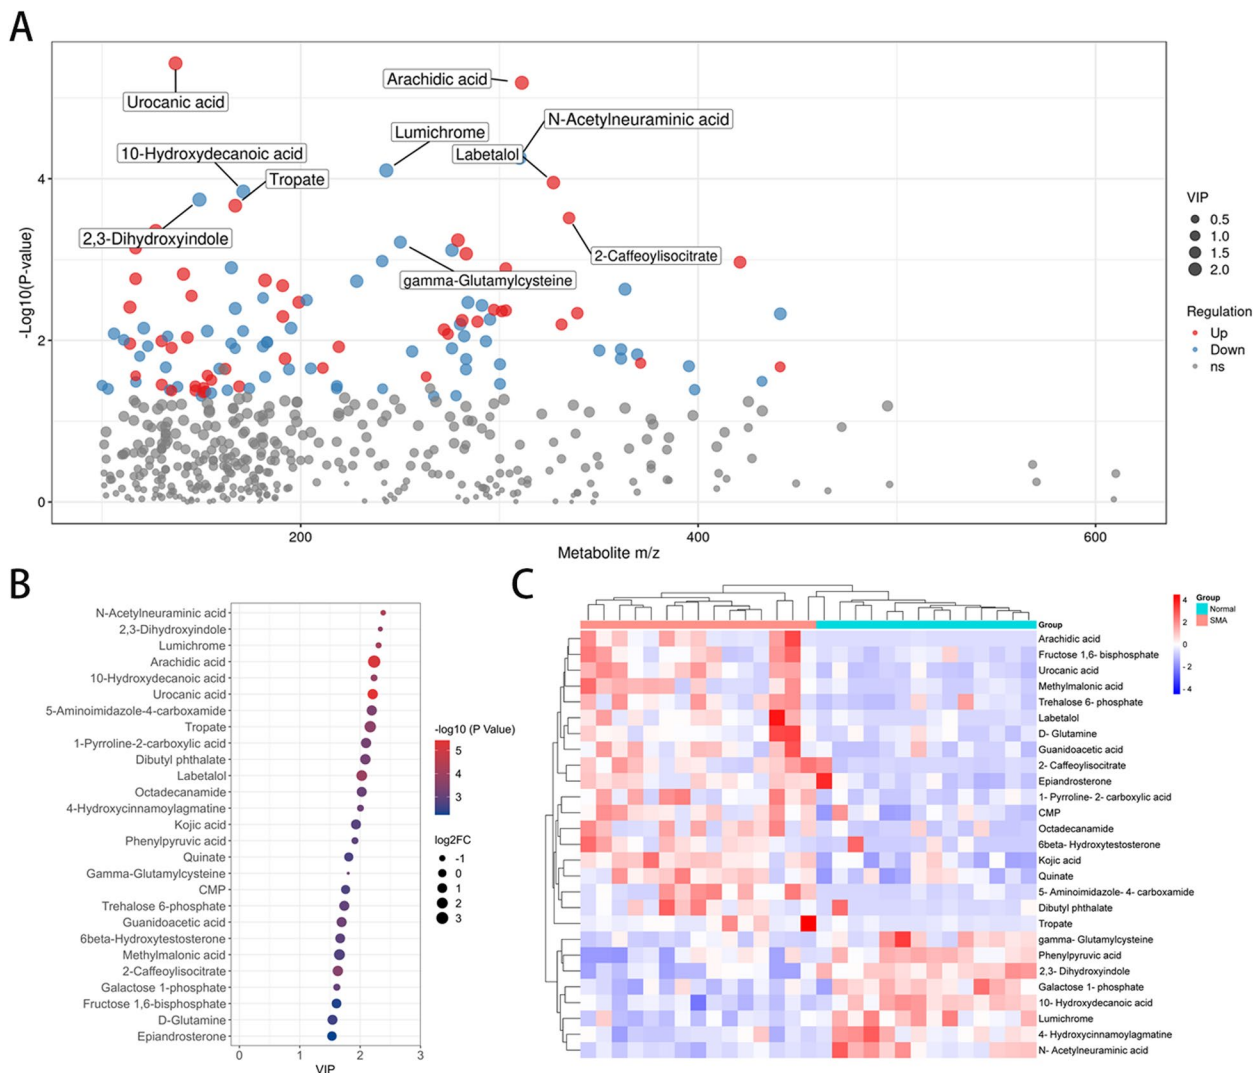 A
Urocanic acid
Arachidic acid
N-Acetylneuraminic acid
Lumichrome
10-Hydroxydecanoic acid
Labetalol
Tropate
2,3-Dihydroxyindole
2-Caffeoylisocitrate
gamma-Glutamylcysteine
-Log10(P-value)
4
2
0
200
400
600
Metabolite m/z
VIP
0.5
1.0
1.5
2.0
Regulation
Up
Down
ns
B
N-Acetylneuraminic acid
2,3-Dihydroxyindole
Lumichrome
Arachidic acid
10-Hydroxydecanoic acid
Urocanic acid
5-Aminoimidazole-4-carboxamide
Tropate
1-Pyrroline-2-carboxylic acid
Dibutyl phthalate
Labetalol
Octadecanamide
4-Hydroxycinnamoylagmatine
Kojic acid
Phenylpyruvic acid
Quinate
Gamma-Glutamylcysteine
CMP
Trehalose 6-phosphate
Guanidoacetic acid
6beta-Hydroxytestosterone
Methylmalonic acid
2-Caffeoylisocitrate
Galactose 1-phosphate
Fructose 1,6-bisphosphate
D-Glutamine
Epiandrosterone
0
1
2
3
VIP
-log10 (P Value)
5
4
3
log2FC
-1
0
1
2
3
C
4
2
0
- 2
- 4
Group
Normal
SMA
Group
Arachidic acid
Fructose 1,6- bisphosphate
Urocanic acid
Methylmalonic acid
Trehalose 6- phosphate
Labetalol
D- Glutamine
Guanidoacetic acid
2- Caffeoylisocitrate
Epiandrosterone
1- Pyrroline- 2- carboxylic acid
CMP
Octadecanamide
6beta- Hydroxytestosterone
Kojic acid
Quinate
5- Aminoimidazole- 4- carboxamide
Dibutyl phthalate
Tropate
gamma- Glutamylcysteine
Phenylpyruvic acid
2,3- Dihydroxyindole
Galactose 1- phosphate
10- Hydroxydecanoic acid
Lumichrome
4- Hydroxycinnamoylagmatine
N- Acetylneuraminic acid